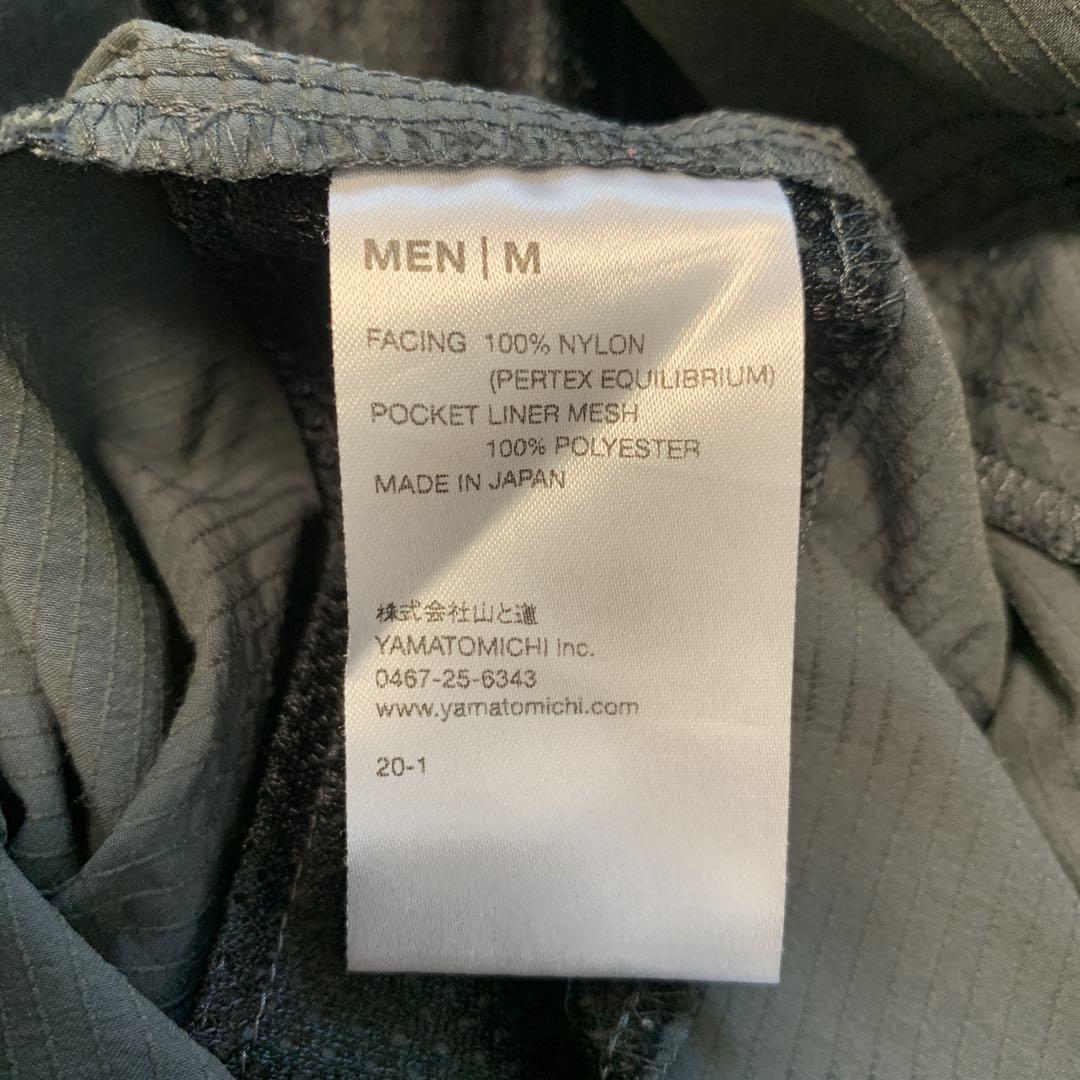 MEN | M
FACING 100% NYLON
(PERTEX EQUILIBRIUM)
POCKET LINER MESH
100% POLYESTER
MADE IN JAPAN
株式会社山と道
YAMATOMICHI inc.
0467-25-6343
www.yamatomichi.com
20-1